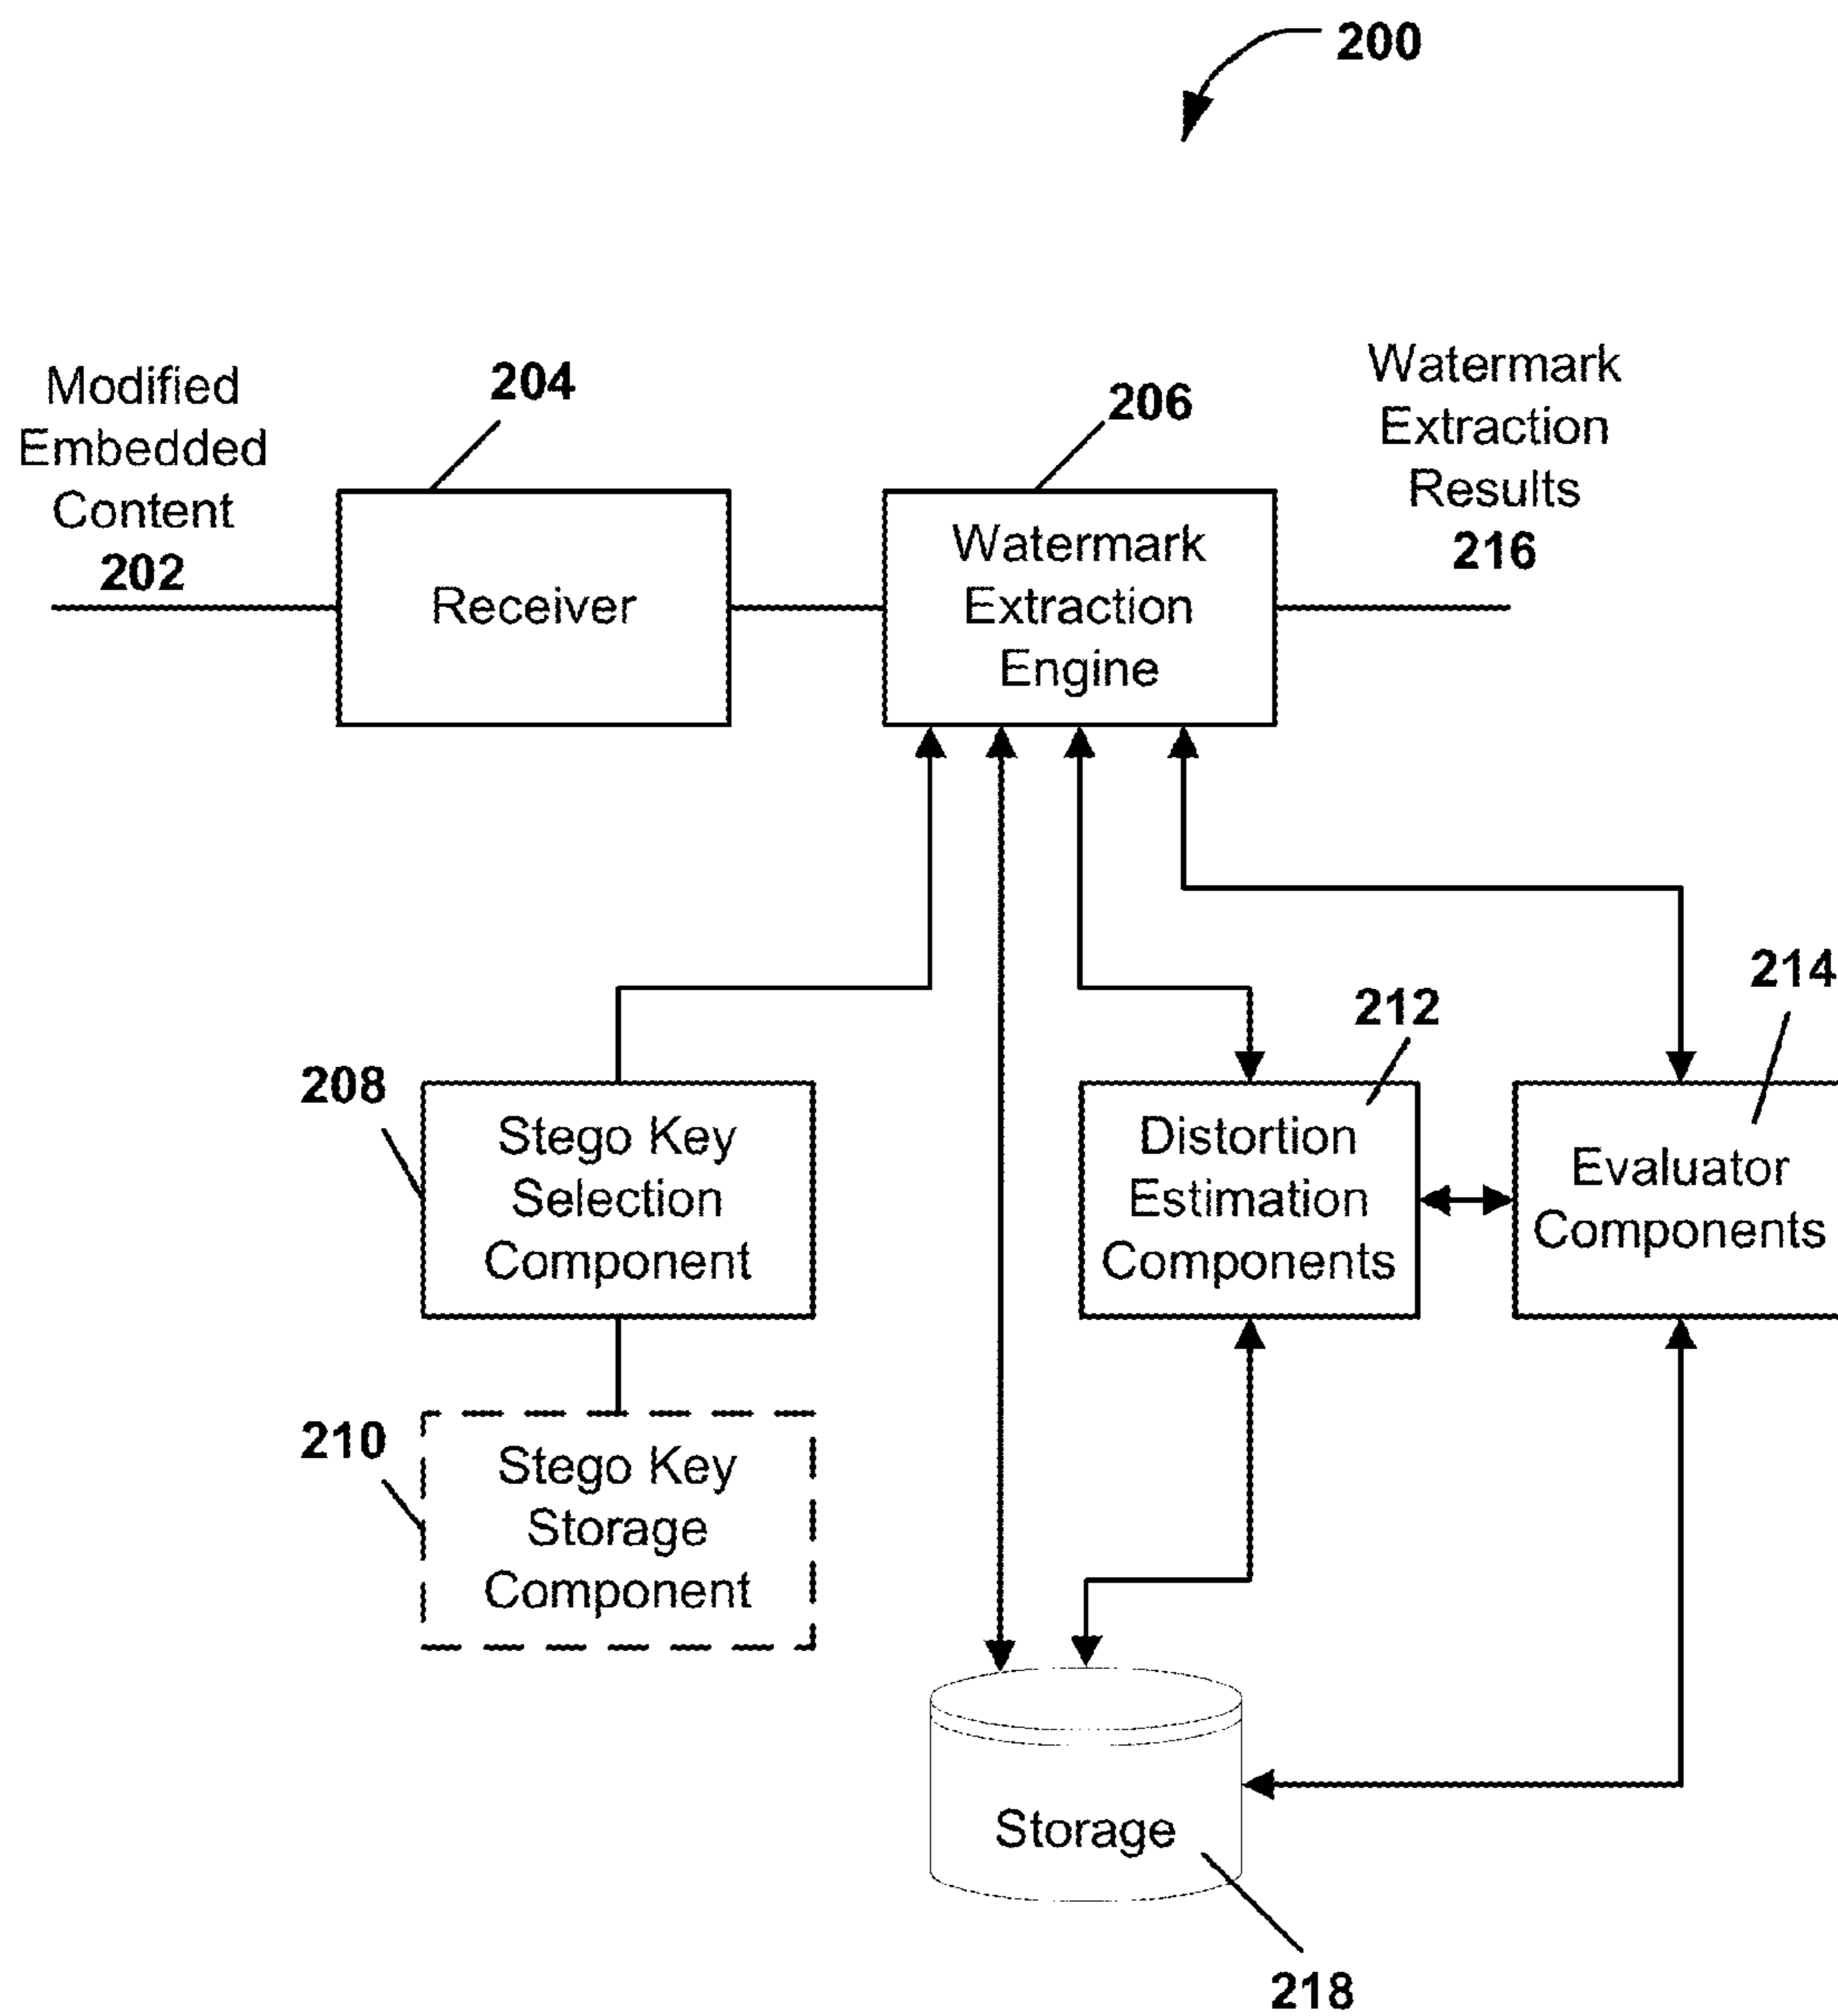 200
Modified
Embedded
Content
202
204
Receiver
206
Watermark
Extraction
Engine
Watermark
Extraction
Results
216
208
Stego Key
Selection
Component
210
Stego Key
Storage
Component
212
Distortion
Estimation
Components
214
Evaluator
Components
Storage
218